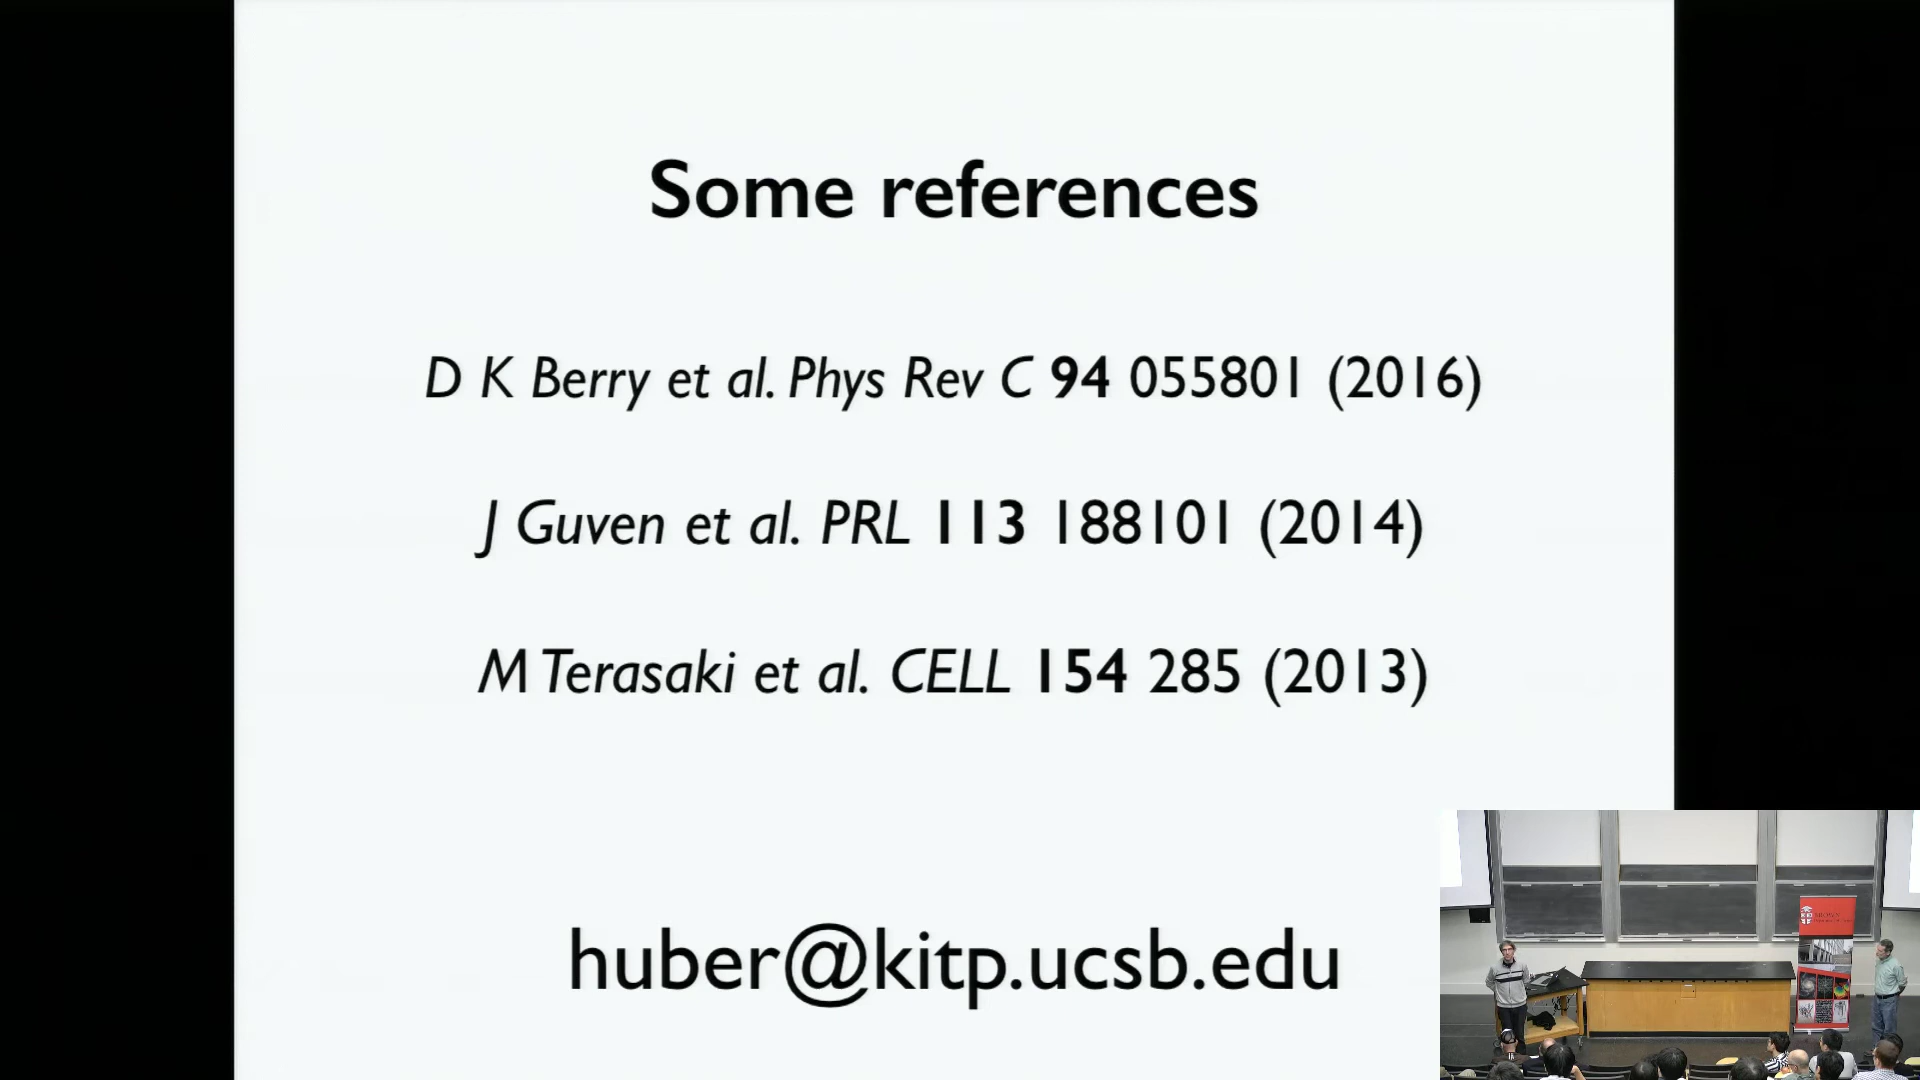 Some references
D K Berry et al. Phys Rev C 94 055801 (2016)
J Guven et al. PRL 113 188101 (2014)
M Terasaki et al. CELL 154 285 (2013)
huber@kitp.ucsb.edu
BROWN